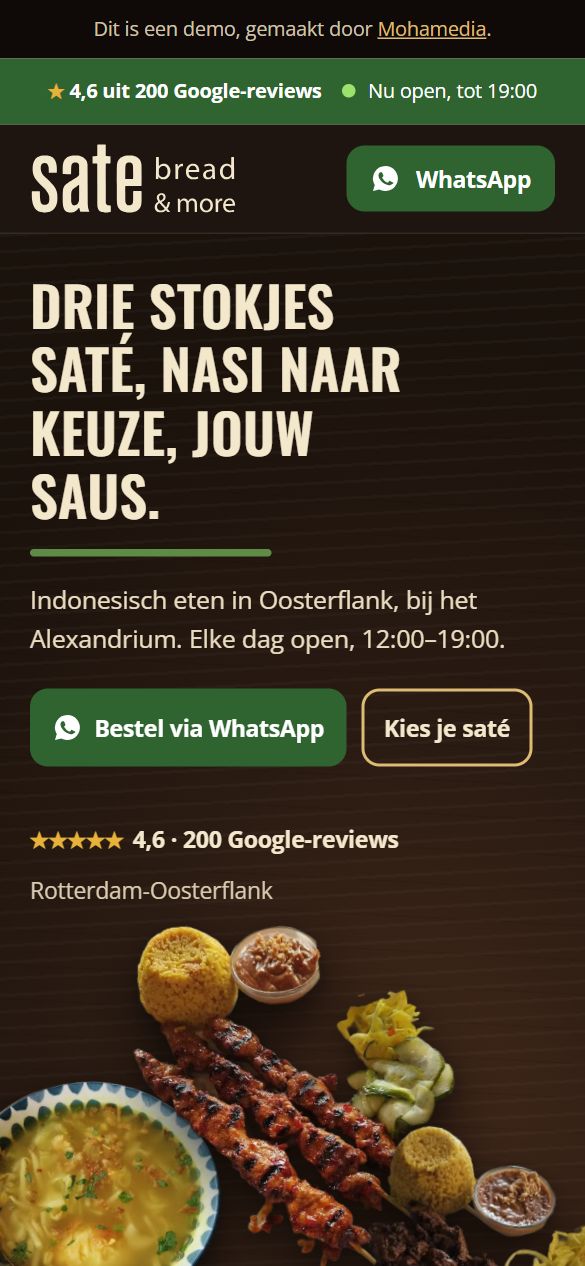 Dit is een demo, gemaakt door Mohamedia.
★ 4,6 uit 200 Google-reviews ● Nu open, tot 19:00
sate bread
& more
WhatsApp
DRIE STOKJES
SATÉ, NASI NAAR
KEUZE, JOUW
SAUS.
Indonesisch eten in Oosterflank, bij het
Alexandrium. Elke dag open, 12:00–19:00.
Bestel via WhatsApp
Kies je saté
★★★★★ 4,6 · 200 Google-reviews
Rotterdam-Oosterflank